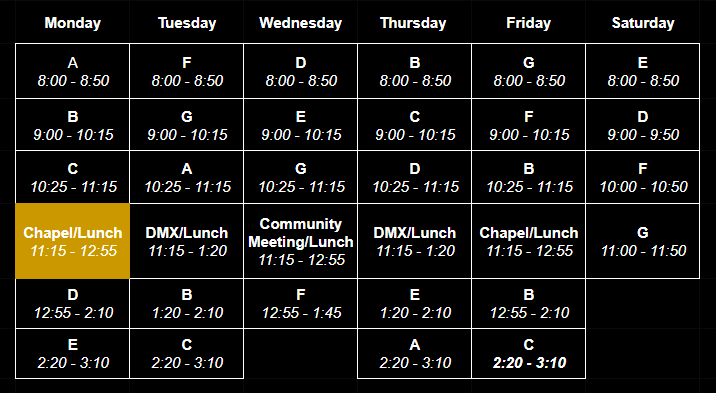 Monday Tuesday Wednesday Thursday Friday Saturday
A F D B G E
8:00 - 8:50 8:00 - 8:50 8:00 - 8:50 8:00 - 8:50 8:00 - 8:50 8:00 - 8:50
B G E C F D
9:00 - 10:15 9:00 - 10:15 9:00 - 10:15 9:00 - 10:15 9:00 - 10:15 9:00 - 9:50
C A G D B F
10:25 - 11:15 10:25 - 11:15 10:25 - 11:15 10:25 - 11:15 10:25 - 11:15 10:00 - 10:50
Chapel/Lunch DMX/Lunch Community Meeting/Lunch DMX/Lunch Chapel/Lunch G
11:15 - 12:55 11:15 - 1:20 11:15 - 12:55 11:15 - 1:20 11:15 - 12:55 11:00 - 11:50
D B F E B
12:55 - 2:10 1:20 - 2:10 12:55 - 1:45 1:20 - 2:10 12:55 - 2:10
E C A C
2:20 - 3:10 2:20 - 3:10 2:20 - 3:10 2:20 - 3:10